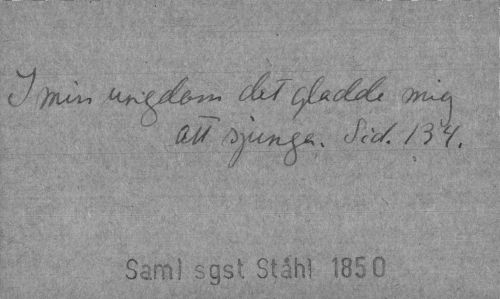 I min ungdom det gladde mig
att sjunga. Sid. 134.
Saml sgst Ståhl 1850